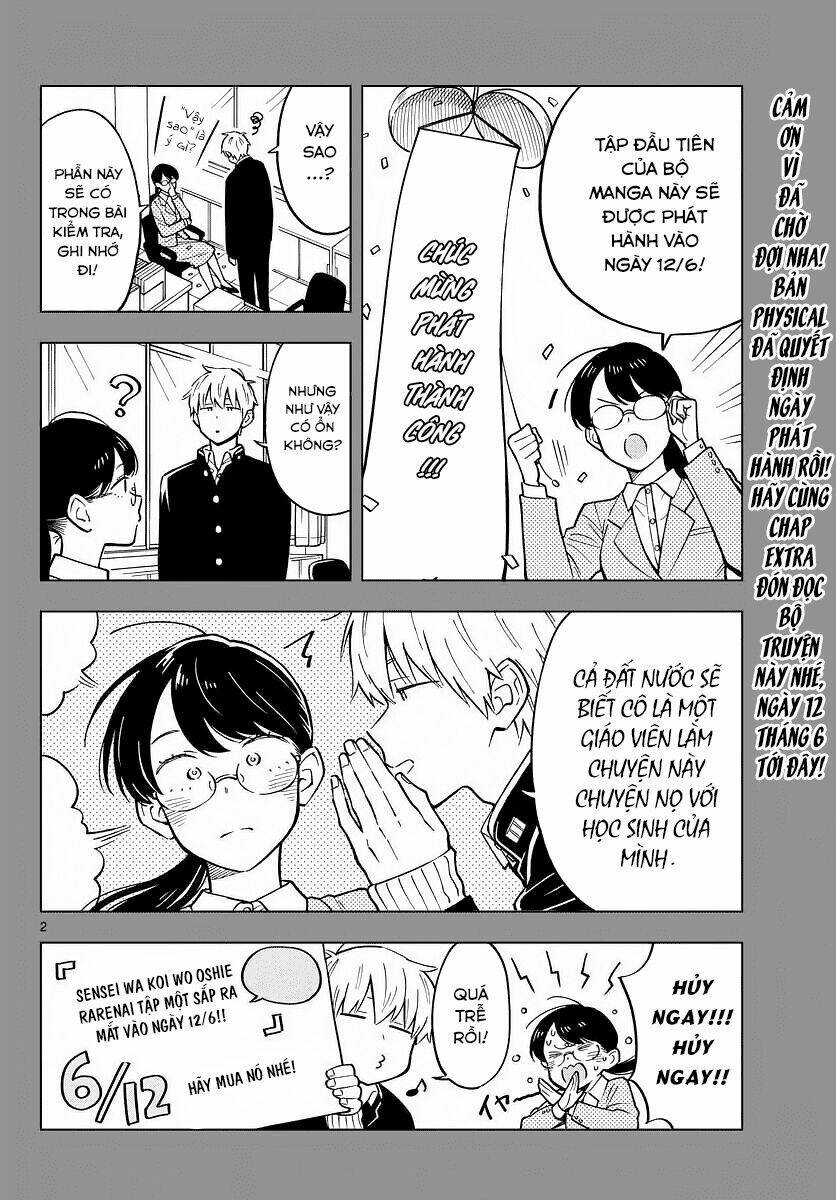 TẬP ĐẦU TIÊN
CỦA BỘ
MANGA NÀY SẼ
ĐƯỢC PHÁT
HÀNH VÀO
NGÀY 12/6!
CHÚC
MỪNG
PHÁT
HÀNH
THÀNH
CÔNG
!!!
CẢM
ƠN
VÌ
ĐÃ
CHỜ
ĐỢI NHA!
BẢN
PHYSICAL
ĐÃ QUYẾT
ĐỊNH
NGÀY
PHÁT
HÀNH RỒI!
HÃY CÙNG
CHAP
EXTRA
ĐÓN ĐỌC
BỘ
TRUYỆN
NÀY NHÉ,
NGÀY 12
THÁNG 6
TỚI ĐÂY!
VẬY
SAO
...?
"Vậy
sao" là
ý gì?
PHẦN NÀY
SẼ CÓ
TRONG BÀI
KIỂM TRA,
GHI NHỚ
ĐI!
NHƯNG
NHƯ VẬY
CÓ ỔN
KHÔNG?
?
CẢ ĐẤT NƯỚC SẼ
BIẾT CÔ LÀ MỘT
GIÁO VIÊN LÀM
CHUYỆN NÀY
CHUYỆN NỌ VỚI
HỌC SINH CỦA
MÌNH.
2
HỦY
NGAY!!!
HỦY
NGAY!!
イヤー
QUÁ
TRỄ
RỒI!
『SENSEI WA KOI WO OSHIE
RARENAI TẬP MỘT SẮP RA
MẮT VÀO NGÀY 12/6!!』
6/12
HÃY MUA NÓ NHÉ!